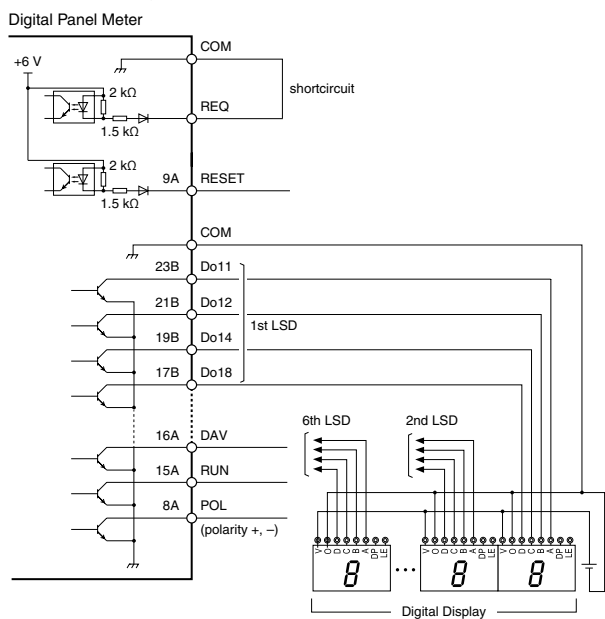 Digital Panel Meter
COM
+6 V
shortcircuit
2 kΩ
REQ
1.5 kΩ
2 kΩ
9A RESET
1.5 kΩ
COM
23B Do11
21B Do12
1st LSD
19B Do14
17B Do18
6th LSD 2nd LSD
16A DAV
15A RUN
8A POL
(polarity +, −)
V O D C B A DP LE V O D C B A DP LE V O D C B A DP LE
8 ••• 8 8
Digital Display